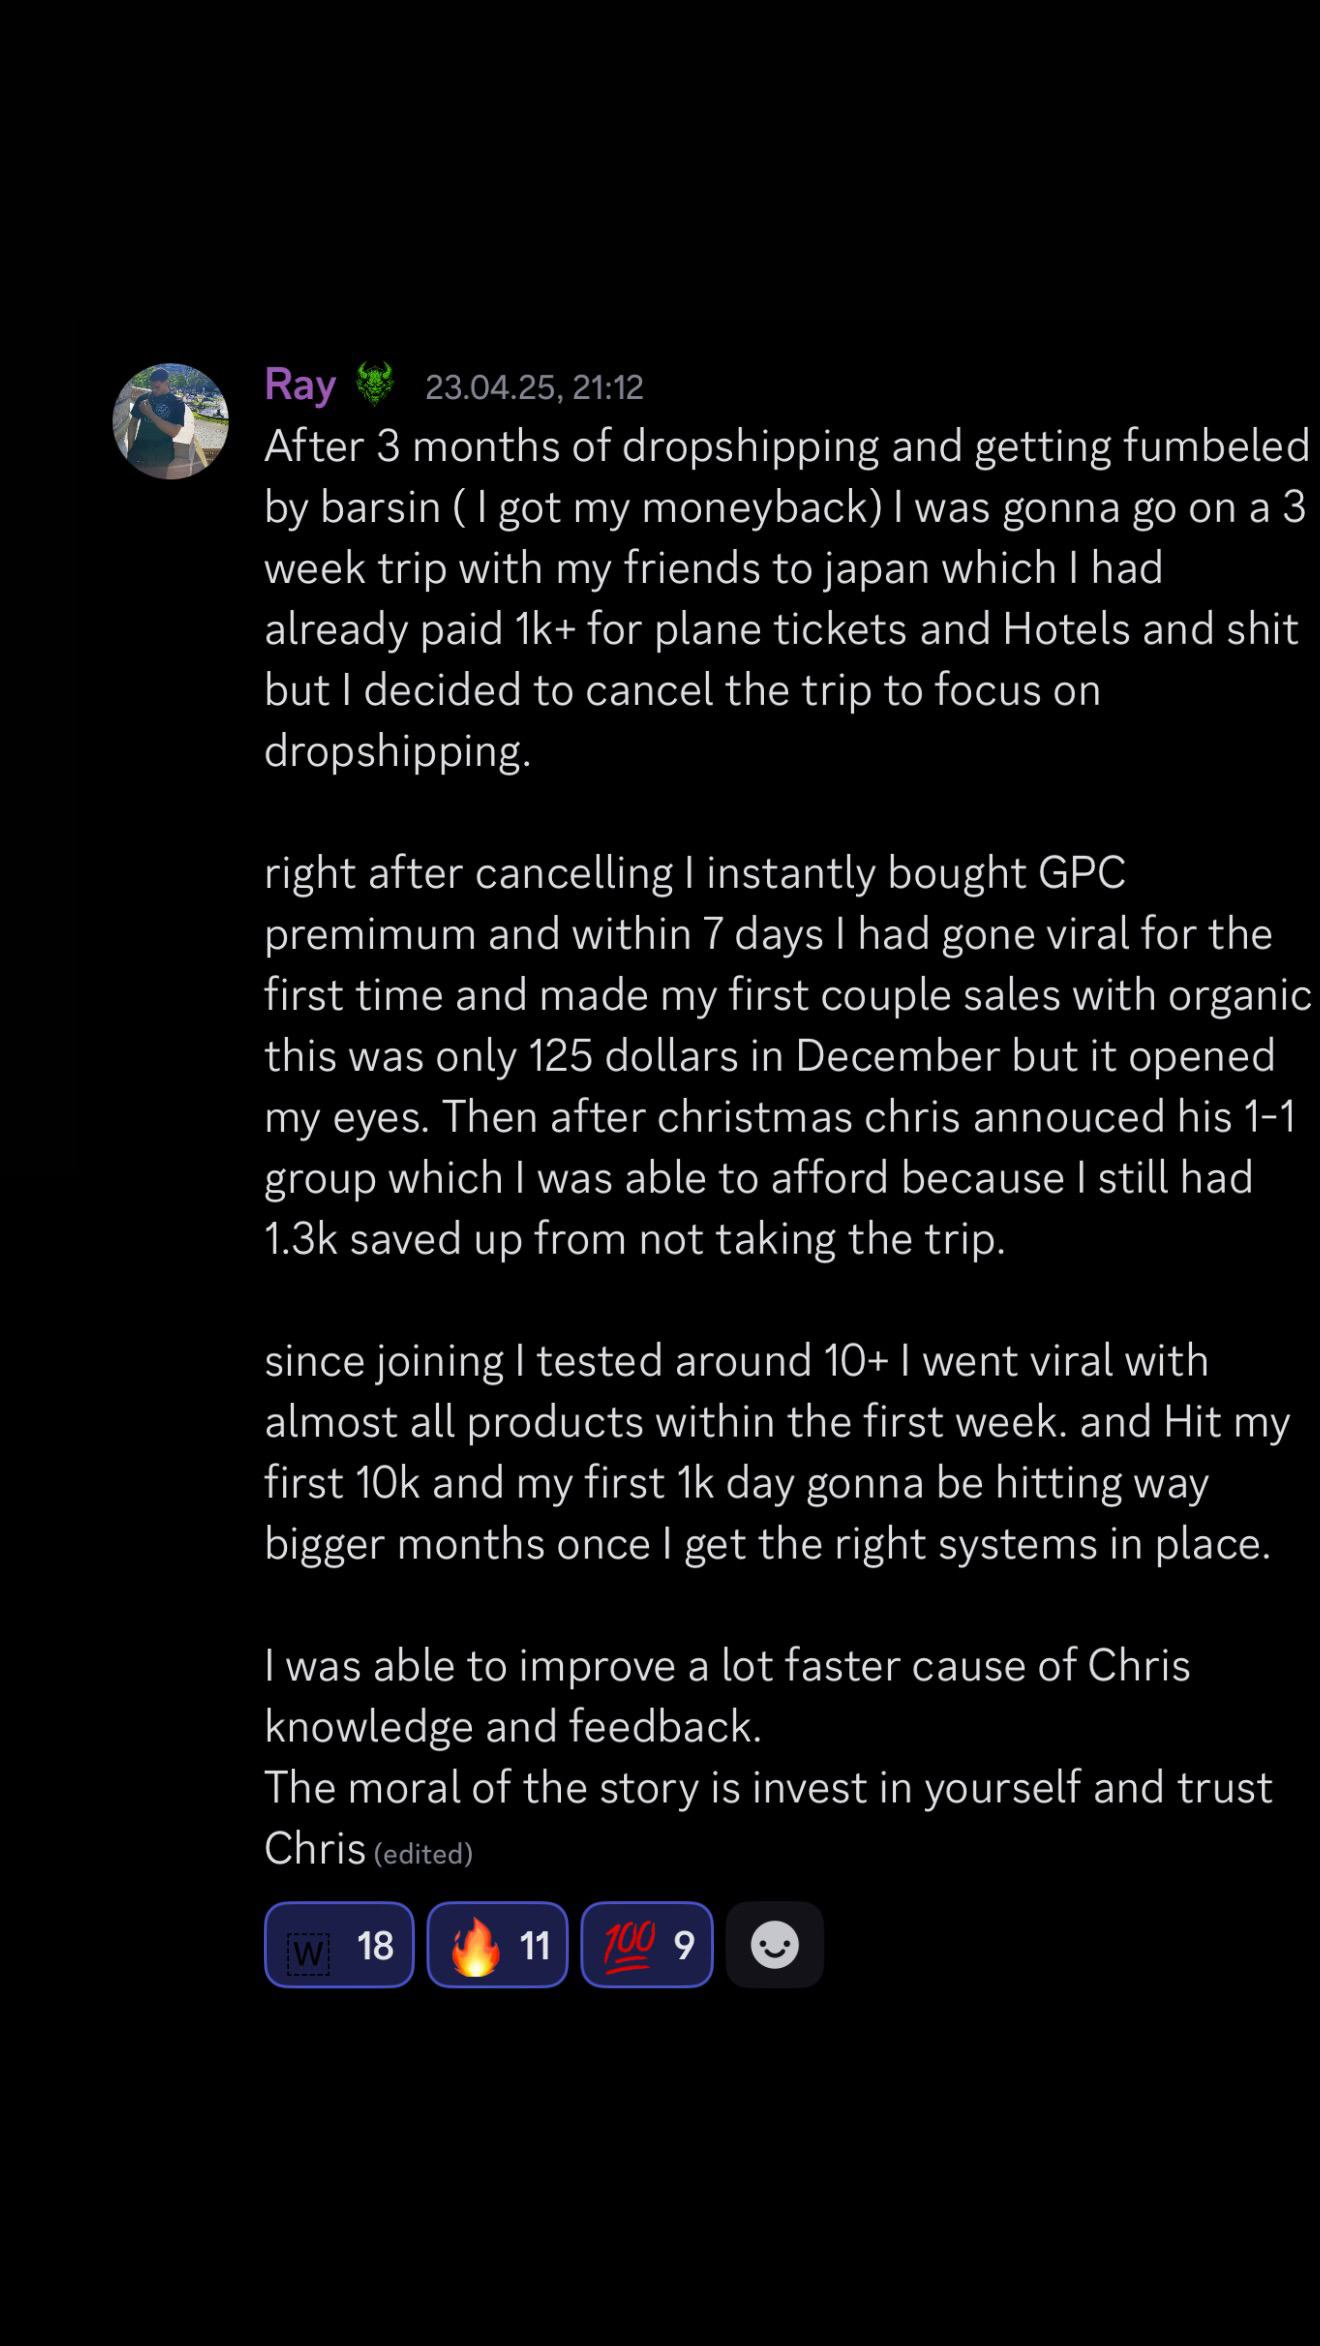 Ray 23.04.25, 21:12
After 3 months of dropshipping and getting fumbeled
by barsin ( I got my moneyback) I was gonna go on a 3
week trip with my friends to japan which I had
already paid 1k+ for plane tickets and Hotels and shit
but I decided to cancel the trip to focus on
dropshipping.
right after cancelling I instantly bought GPC
premimum and within 7 days I had gone viral for the
first time and made my first couple sales with organic
this was only 125 dollars in December but it opened
my eyes. Then after christmas chris annouced his 1-1
group which I was able to afford because I still had
1.3k saved up from not taking the trip.
since joining I tested around 10+ I went viral with
almost all products within the first week. and Hit my
first 10k and my first 1k day gonna be hitting way
bigger months once I get the right systems in place.
I was able to improve a lot faster cause of Chris
knowledge and feedback.
The moral of the story is invest in yourself and trust
Chris (edited)
W 18 🔥 11 💯 9